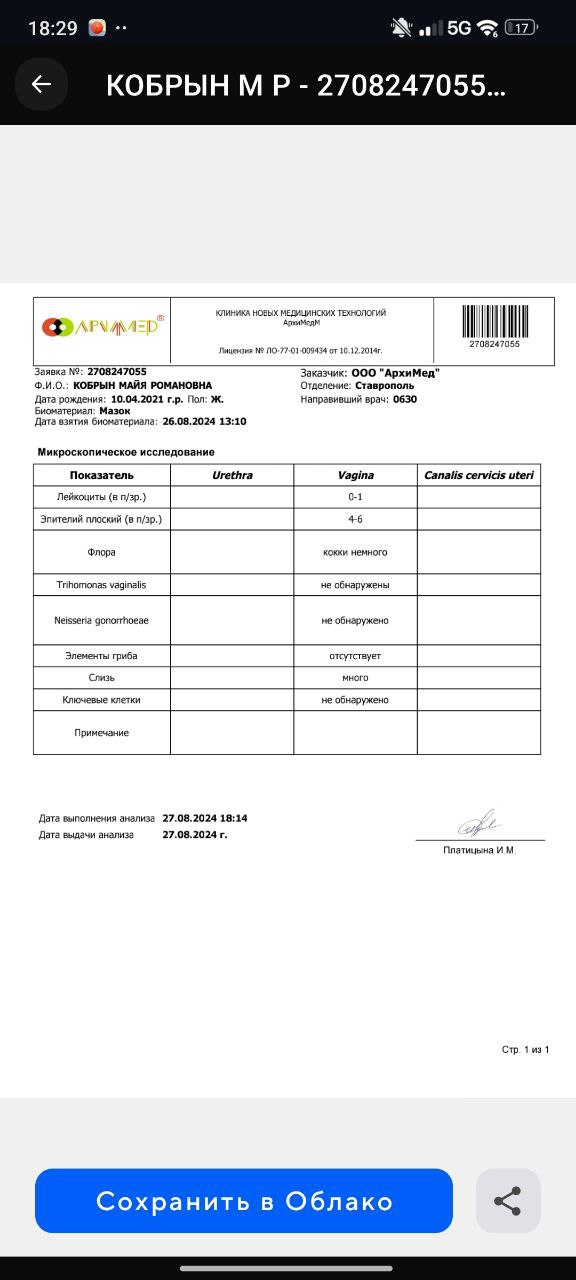 18:29
5G
6
17
КОБРЫН М Р - 2708247055...
АРХИМЕД®
КЛИНИКА НОВЫХ МЕДИЦИНСКИХ ТЕХНОЛОГИЙ
АрхиМедМ
Лицензия № ЛО-77-01-009434 от 10.12.2014г.
2708247055
Заявка №: 2708247055
Ф.И.О.: КОБРЫН МАЙЯ РОМАНОВНА
Дата рождения: 10.04.2021 г.р. Пол: Ж.
Биоматериал: Мазок
Дата взятия биоматериала: 26.08.2024 13:10
Заказчик: ООО "АрхиМед"
Отделение: Ставрополь
Направивший врач: 0630
Микроскопическое исследование
Показатель Urethra Vagina Canalis cervicis uteri
Лейкоциты (в п/зр.) 0-1
Эпителий плоский (в п/зр.) 4-6
Флора кокки немного
Trihomonas vaginalis не обнаружены
Neisseria gonorrhoeae не обнаружено
Элементы гриба отсутствует
Слизь много
Ключевые клетки не обнаружено
Примечание
Дата выполнения анализа 27.08.2024 18:14
Дата выдачи анализа 27.08.2024 г.
Платицына И.М.
Стр. 1 из 1
Сохранить в Облако